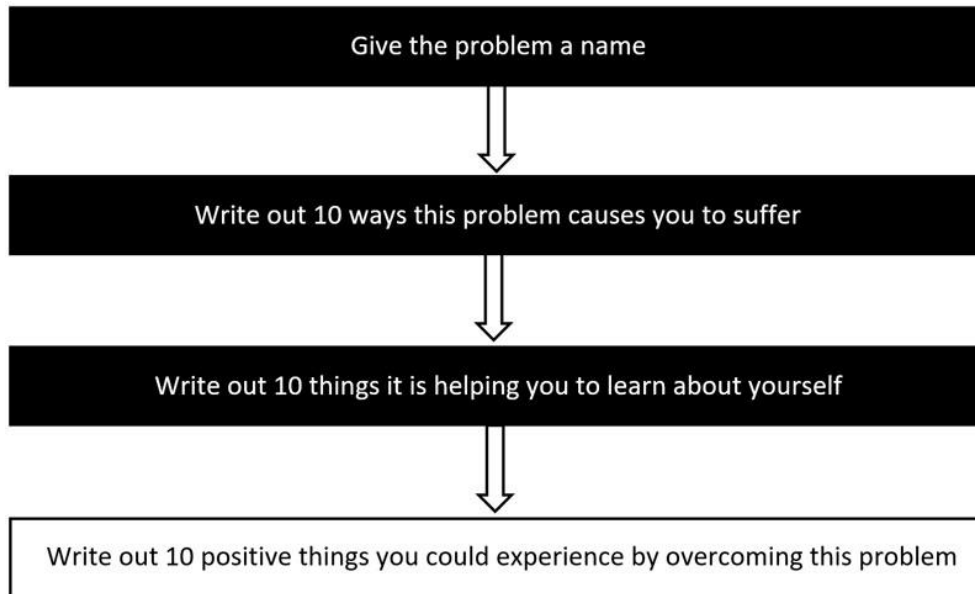 Give the problem a name
Write out 10 ways this problem causes you to suffer
Write out 10 things it is helping you to learn about yourself
Write out 10 positive things you could experience by overcoming this problem